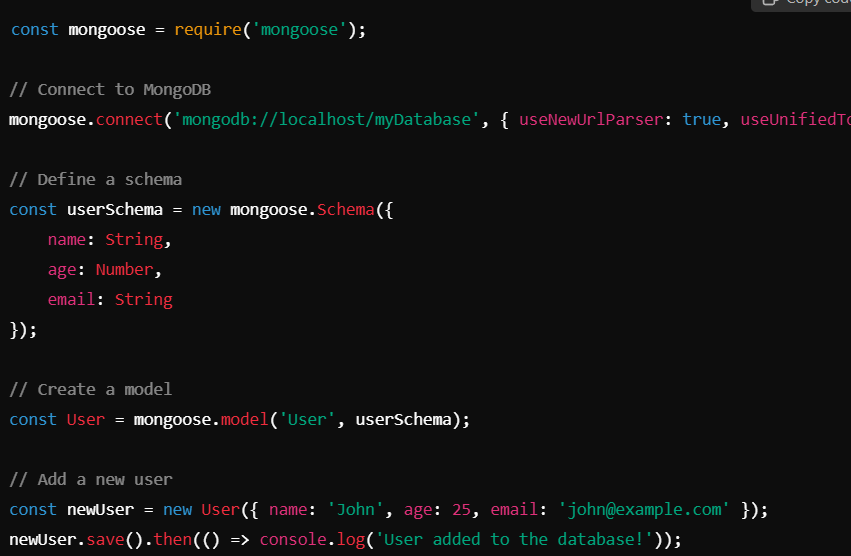 Copy
const mongoose = require('mongoose');
// Connect to MongoDB
mongoose.connect('mongodb://localhost/myDatabase', { useNewUrlParser: true, useUnifiedTo
// Define a schema
const userSchema = new mongoose.Schema({
    name: String,
    age: Number,
    email: String
});
// Create a model
const User = mongoose.model('User', userSchema);
// Add a new user
const newUser = new User({ name: 'John', age: 25, email: 'john@example.com' });
newUser.save().then(() => console.log('User added to the database!'));